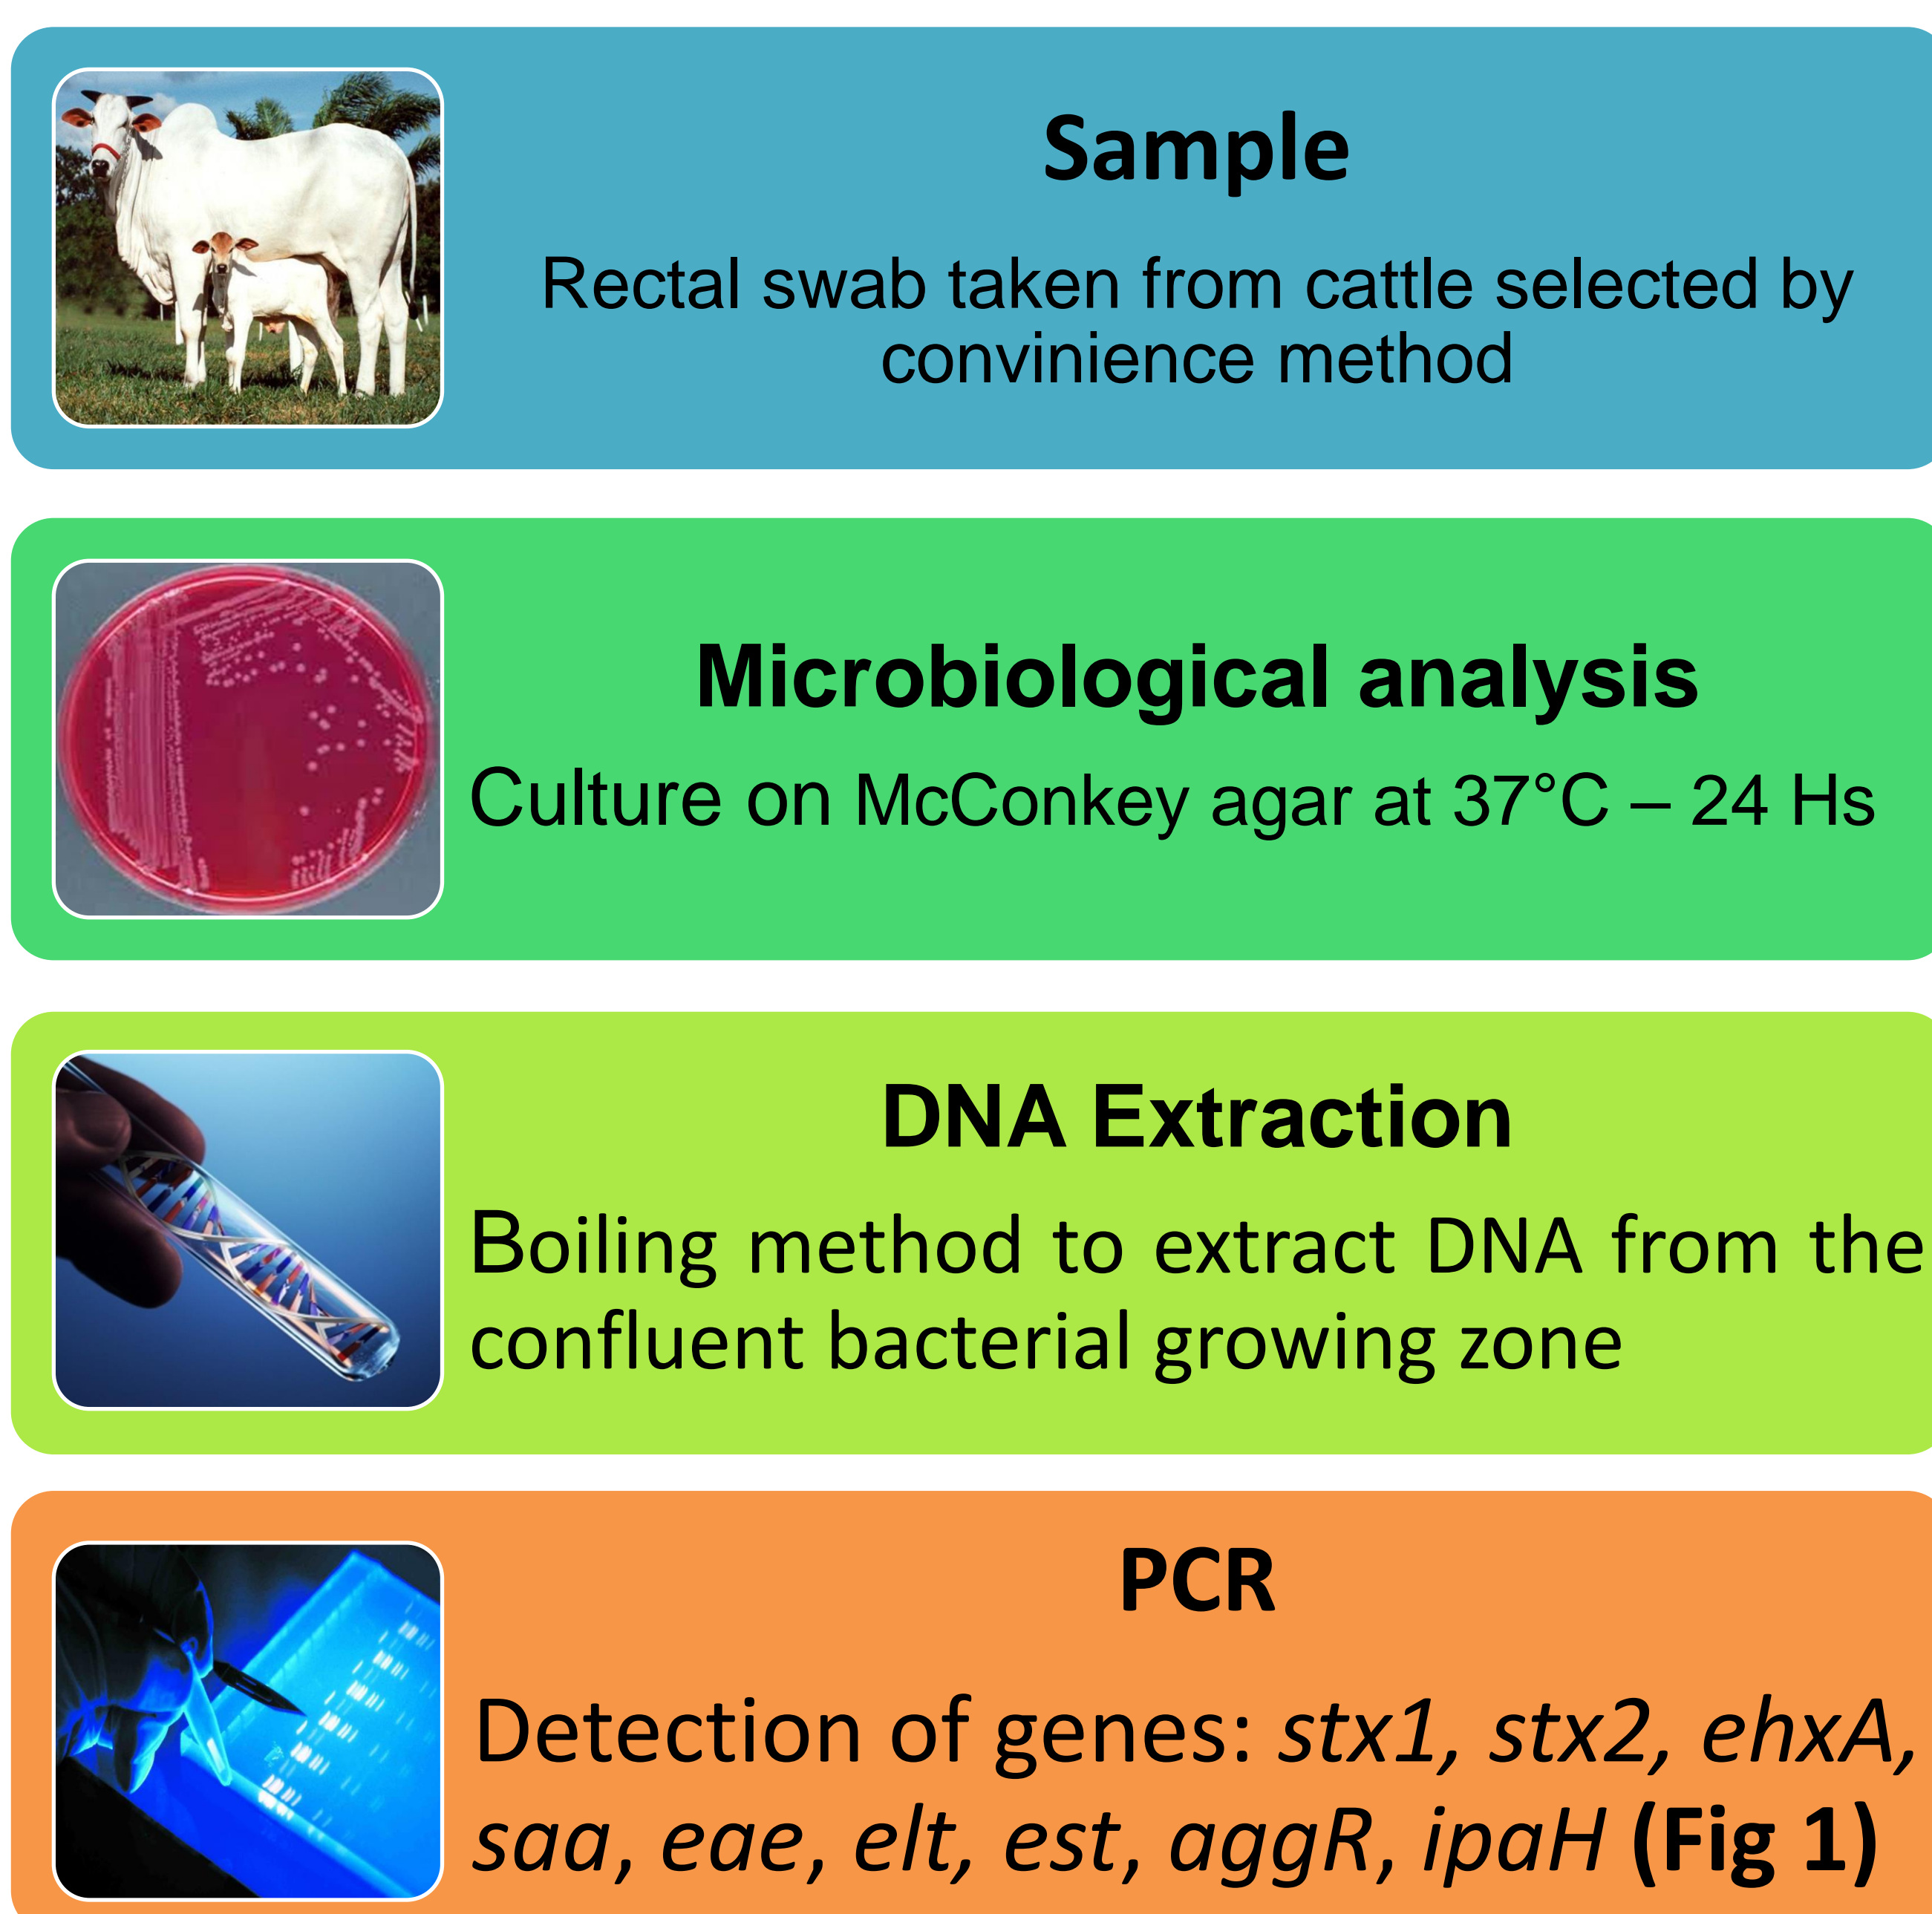 Sample
Rectal swab taken from cattle selected by
convinience method
Microbiological analysis
Culture on McConkey agar at 37°C – 24 Hs
DNA Extraction
Boiling method to extract DNA from the
confluent bacterial growing zone
PCR
Detection of genes: stx1, stx2, ehxA,
saa, eae, elt, est, aggR, ipaH (Fig 1)